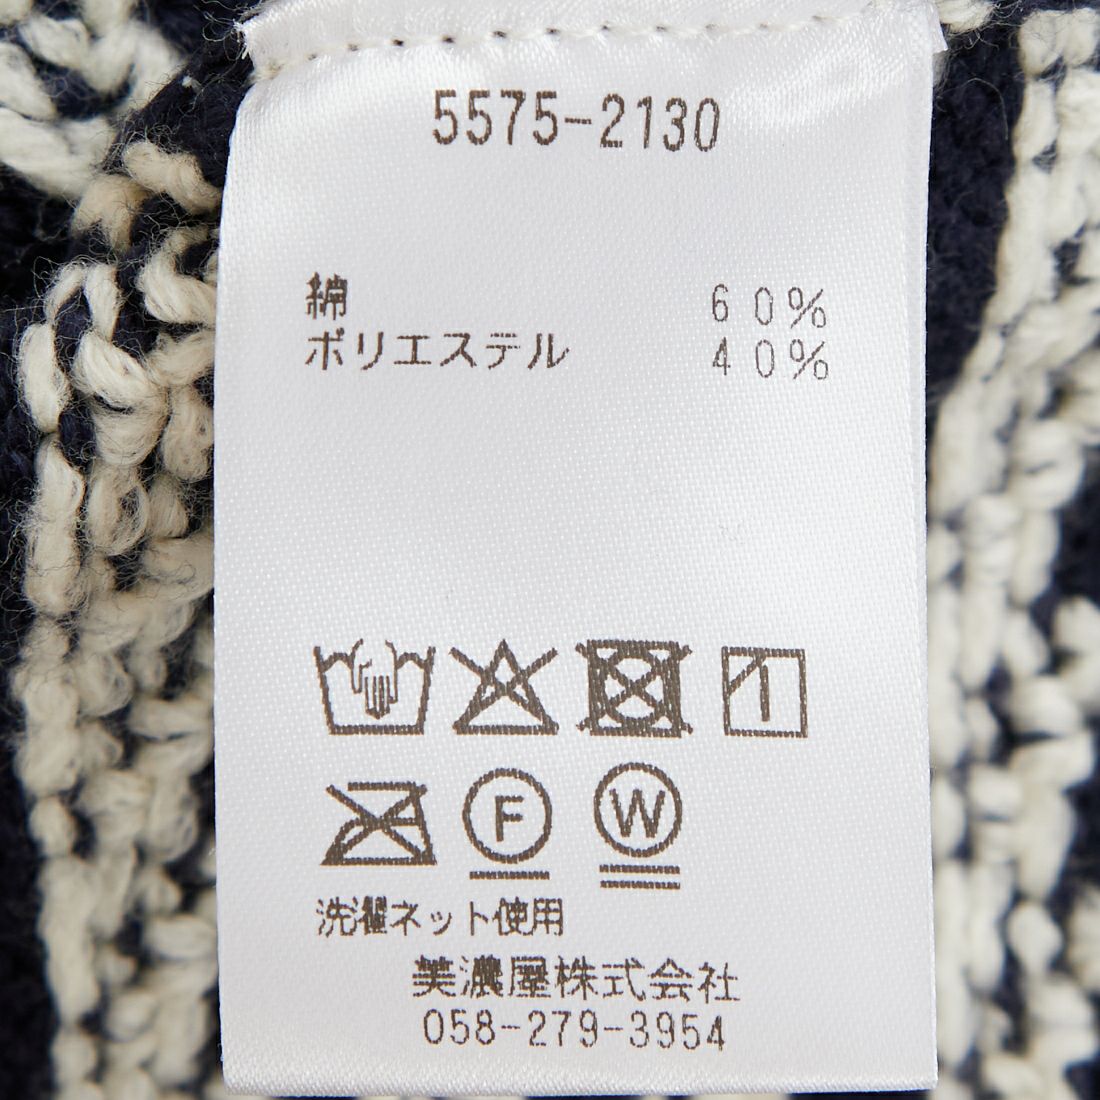 5575-2130
綿 60%
ポリエステル 40%
F W
洗濯ネット使用
美濃屋株式会社
058-279-3954